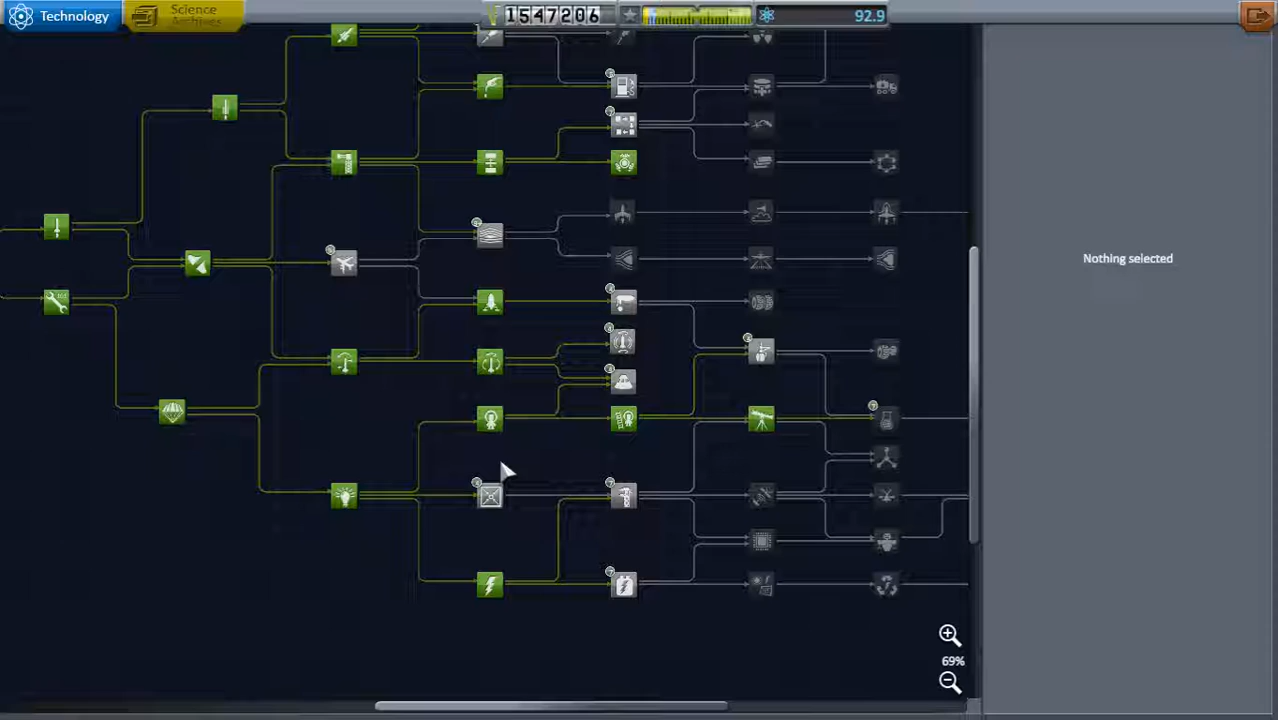 Technology
Science
Archives
1547206
92.9
Nothing selected
69%